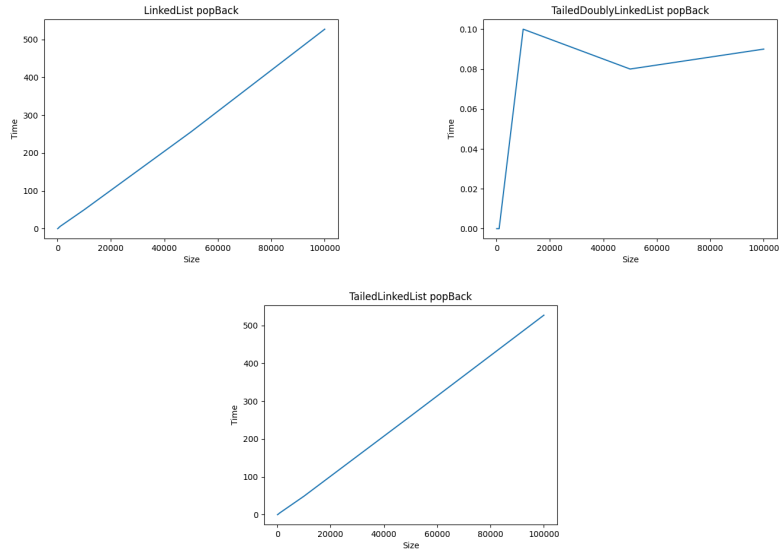 LinkedList popBack
500
400
300
200
100
0
Time
0 20000 40000 60000 80000 100000
Size
TailedDoublyLinkedList popBack
0.10
0.08
0.06
0.04
0.02
0.00
Time
0 20000 40000 60000 80000 100000
Size
TailedLinkedList popBack
500
400
300
200
100
0
Time
0 20000 40000 60000 80000 100000
Size